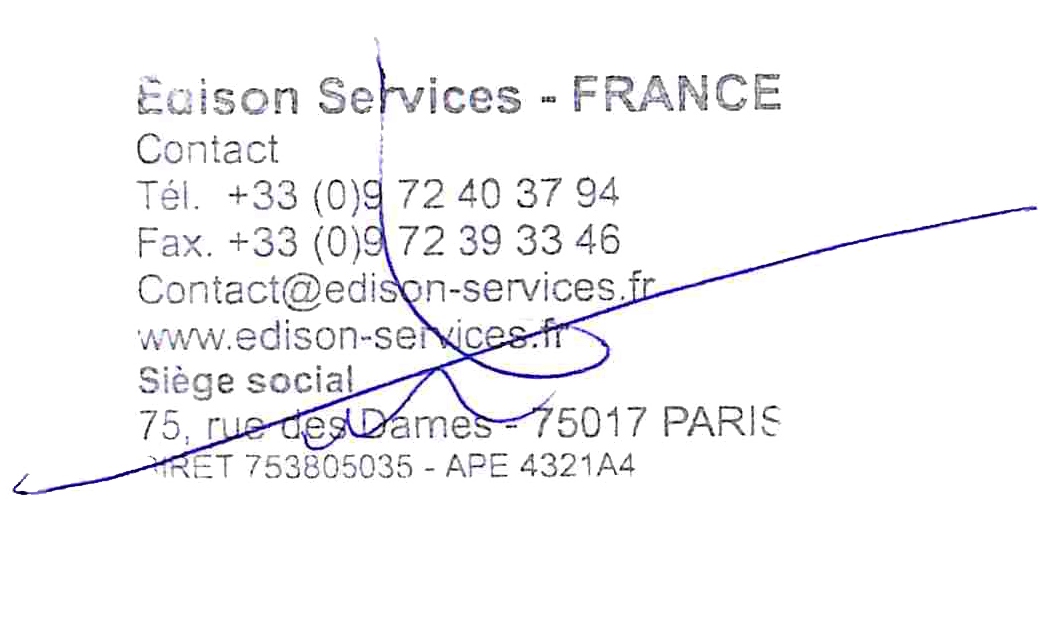 Edison Services - FRANCE
Contact
Tél. +33 (0)9 72 40 37 94
Fax. +33 (0)9 72 39 33 46
Contact@edison-services.fr
www.edison-services.fr
Siège social
75, rue des Dames - 75017 PARIS
SIRET 753805035 - APE 4321A4